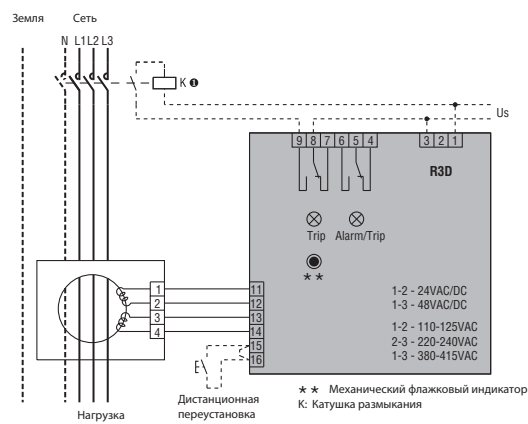 Земля
Сеть
N L1 L2 L3
K ❶
Us
9 8 7 6 5 4
3 2 1
R3D
Trip
Alarm/Trip
* *
1 11
2 12
3 13
4 14
15
16
1-2 - 24VAC/DC
1-3 - 48VAC/DC
1-2 - 110-125VAC
2-3 - 220-240VAC
1-3 - 380-415VAC
E
Нагрузка
Дистанционная
переустановка
* * Механический флажковый индикатор
K: Катушка размыкания